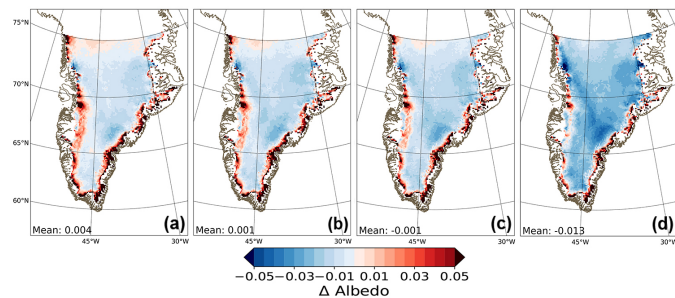 75°N
70°N
65°N
60°N
Mean: 0.004 (a) Mean: 0.001 (b) Mean: -0.001 (c) Mean: -0.013 (d)
45°W 30°W 45°W 30°W 45°W 30°W 45°W 30°W
−0.05 −0.03 −0.01 0.01 0.03 0.05
Δ Albedo